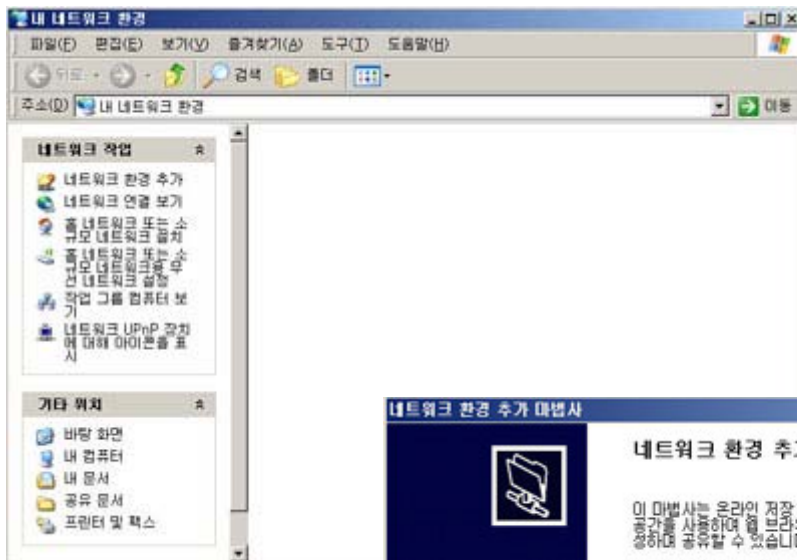 내 네트워크 환경
파일(F) 편집(E) 보기(V) 즐겨찾기(A) 도구(T) 도움말(H)
뒤로 검색 폴더
주소(D) 내 네트워크 환경 이동
네트워크 작업
네트워크 환경 추가
네트워크 연결 보기
홈 네트워크 또는 소
규모 네트워크 설치
홈 네트워크 또는 소
규모 네트워크용 무
선 네트워크 설정
작업 그룹 컴퓨터 보
기
네트워크 UPnP 장치
에 대해 아이콘을 표
시
기타 위치
바탕 화면
내 컴퓨터
내 문서
공유 문서
프린터 및 팩스
네트워크 환경 추가 마법사
네트워크 환경 추
이 마법사는 온라인 저장
공간을 사용하여 웹 브라
성하며 공유할 수 있습니